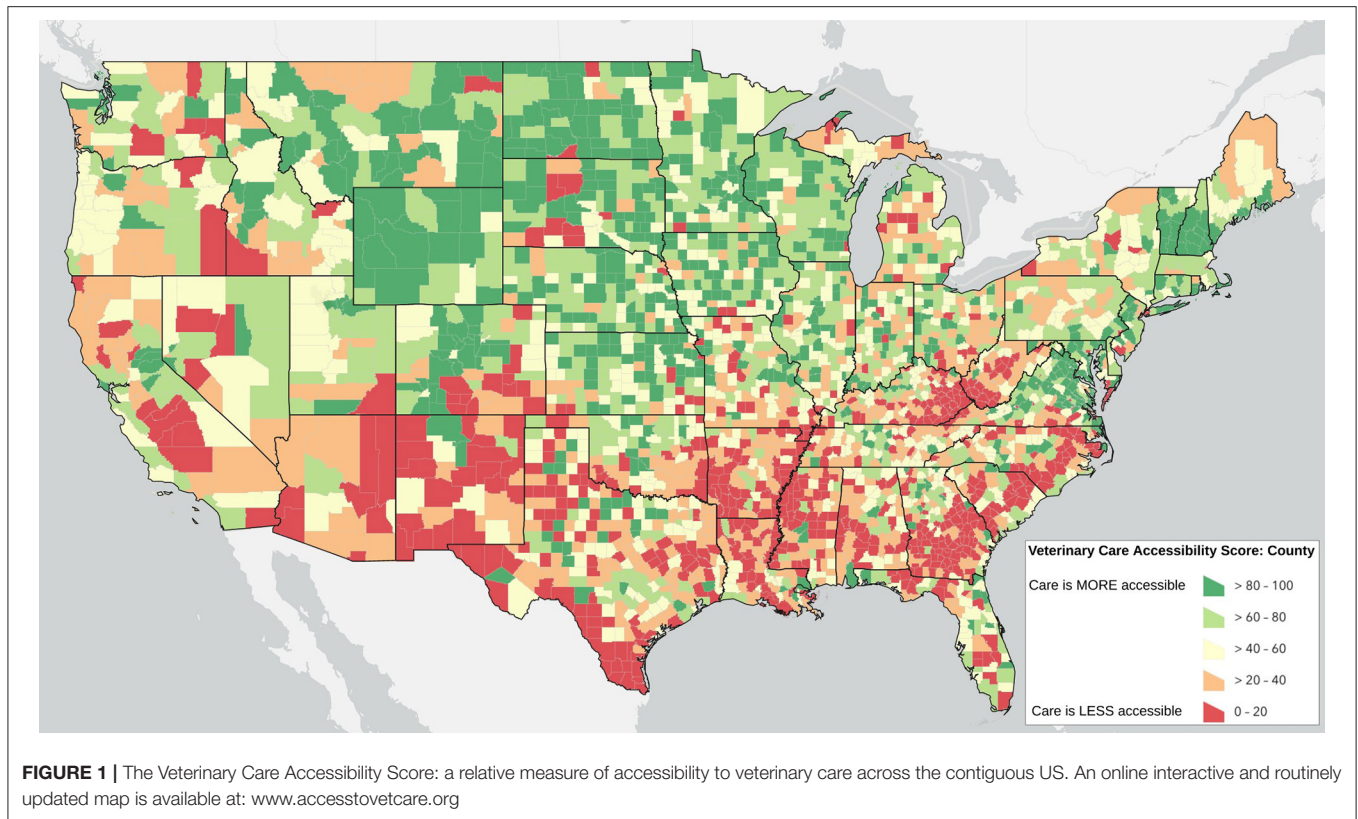 Veterinary Care Accessibility Score: County
Care is MORE accessible
> 80 - 100
> 60 - 80
> 40 - 60
> 20 - 40
Care is LESS accessible
0 - 20
FIGURE 1 | The Veterinary Care Accessibility Score: a relative measure of accessibility to veterinary care across the contiguous US. An online interactive and routinely
updated map is available at: www.accesstovetcare.org